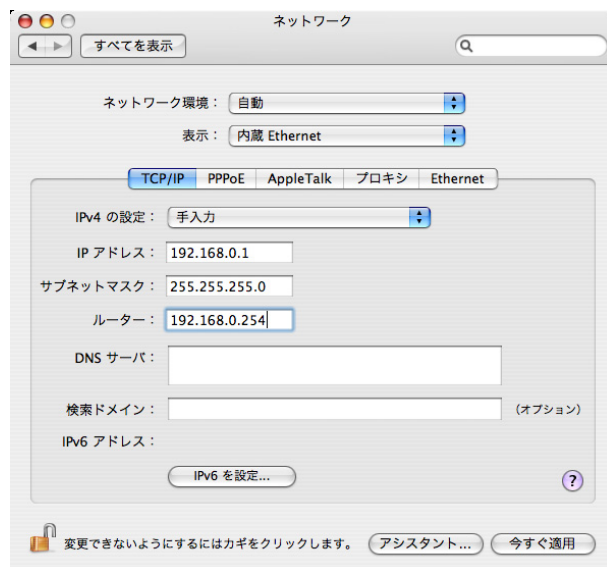 ネットワーク
すべてを表示
ネットワーク環境： 自動
表示： 内蔵 Ethernet
TCP/IP PPPoE AppleTalk プロキシ Ethernet
IPv4 の設定： 手入力
IP アドレス： 192.168.0.1
サブネットマスク： 255.255.255.0
ルーター： 192.168.0.254
DNS サーバ：
検索ドメイン： (オプション)
IPv6 アドレス：
IPv6 を設定... ?
変更できないようにするにはカギをクリックします。 アシスタント... 今すぐ適用